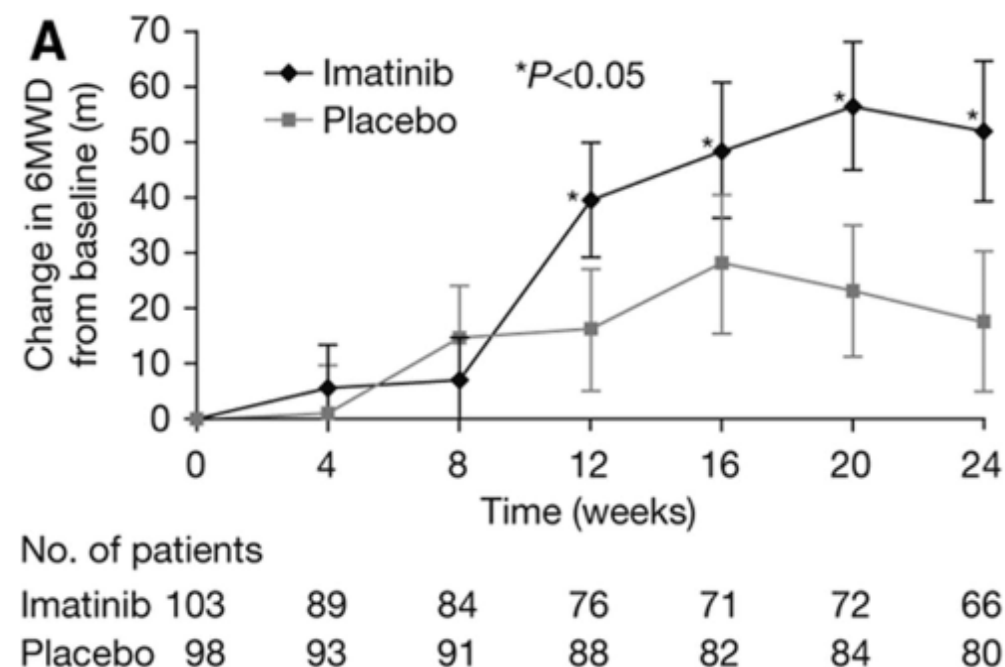 A
Change in 6MWD
from baseline (m)
70
60
50
40
30
20
10
0
Imatinib
Placebo
*P<0.05
*
*
*
*
0 4 8 12 16 20 24
Time (weeks)
No. of patients
Imatinib 103 89 84 76 71 72 66
Placebo 98 93 91 88 82 84 80